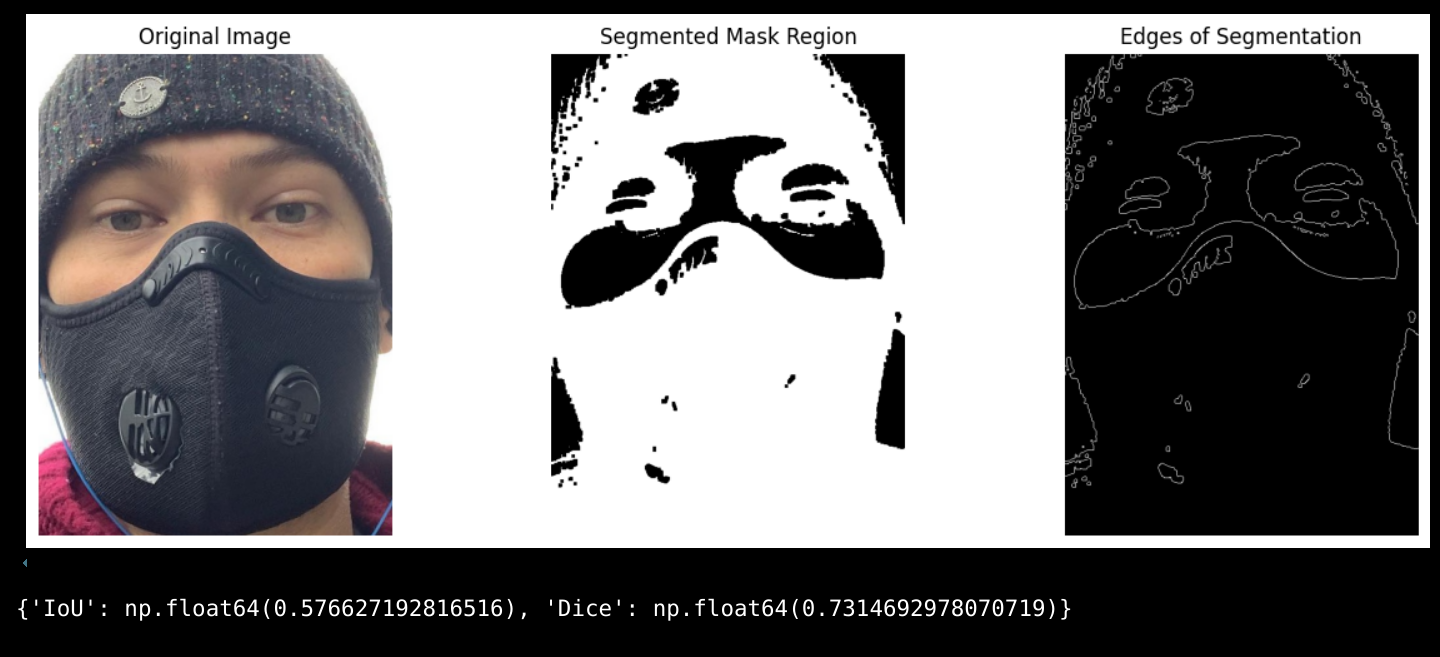 Original Image
Segmented Mask Region
Edges of Segmentation
{'IoU': np.float64(0.576627192816516), 'Dice': np.float64(0.7314692978070719)}